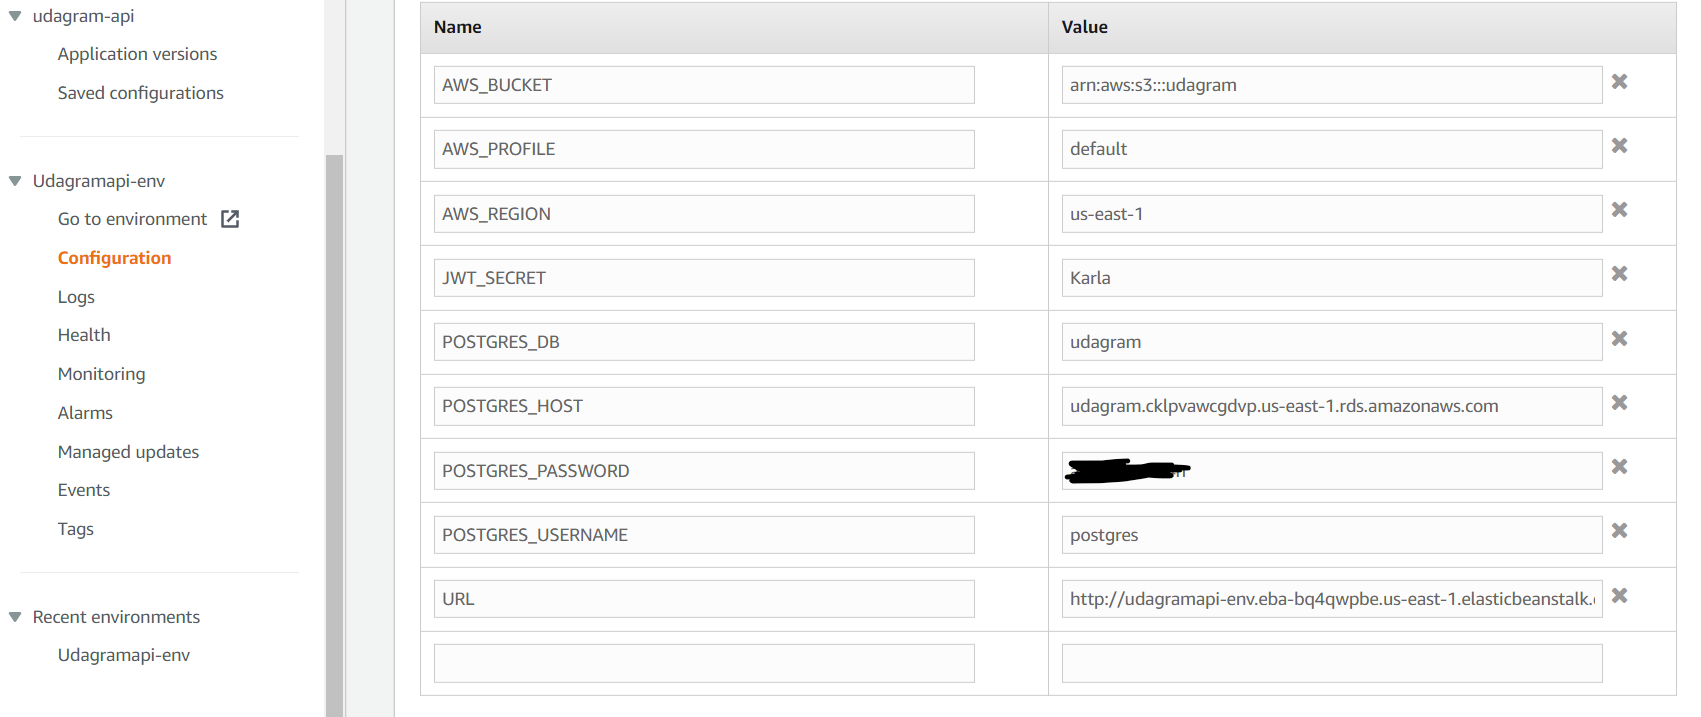 udagram-api
Application versions
Saved configurations
Udagramapi-env
Go to environment
Configuration
Logs
Health
Monitoring
Alarms
Managed updates
Events
Tags
Recent environments
Udagramapi-env
Name Value
AWS_BUCKET arn:aws:s3:::udagram
AWS_PROFILE default
AWS_REGION us-east-1
JWT_SECRET Karla
POSTGRES_DB udagram
POSTGRES_HOST udagram.cklpvawcgdvp.us-east-1.rds.amazonaws.com
POSTGRES_PASSWORD
POSTGRES_USERNAME postgres
URL http://udagramapi-env.eba-bq4qwpbe.us-east-1.elasticbeanstalk.